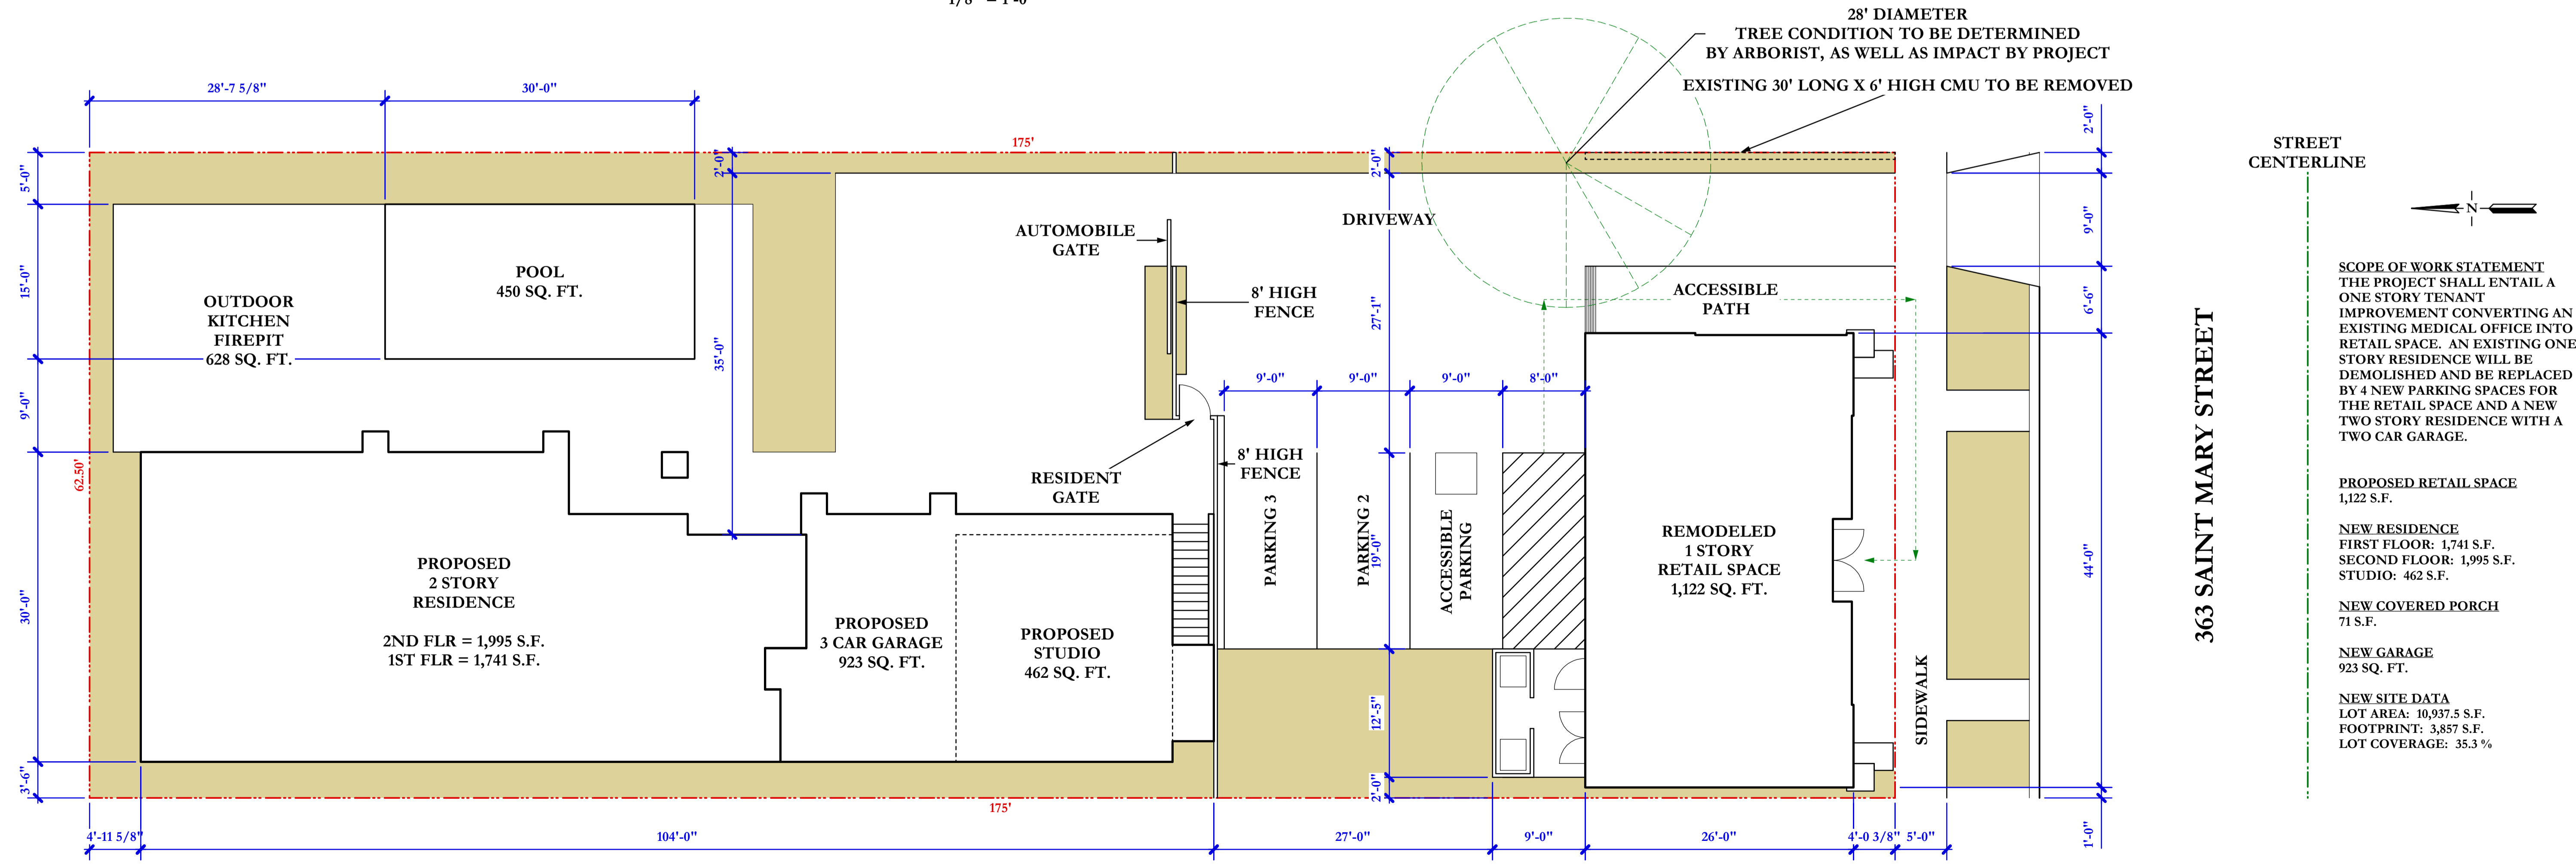 1/8" = 1'-0"
28' DIAMETER
TREE CONDITION TO BE DETERMINED
BY ARBORIST, AS WELL AS IMPACT BY PROJECT
EXISTING 30' LONG X 6' HIGH CMU TO BE REMOVED
28'-7 5/8"
30'-0"
175'
2'-0"
2'-0"
2'-0"
STREET
CENTERLINE
5'-0"
15'-0"
9'-0"
62.50'
30'-0"
3'-6"
OUTDOOR
KITCHEN
FIREPIT
628 SQ. FT.
POOL
450 SQ. FT.
35'-0"
AUTOMOBILE
GATE
8' HIGH
FENCE
DRIVEWAY
27'-1"
ACCESSIBLE
PATH
9'-0"
6'-6"
N
9'-0"
9'-0"
9'-0"
8'-0"
RESIDENT
GATE
8' HIGH
FENCE
PARKING 3
PARKING 2
19'-0"
ACCESSIBLE
PARKING
PROPOSED
2 STORY
RESIDENCE
2ND FLR = 1,995 S.F.
1ST FLR = 1,741 S.F.
PROPOSED
3 CAR GARAGE
923 SQ. FT.
PROPOSED
STUDIO
462 SQ. FT.
REMODELED
1 STORY
RETAIL SPACE
1,122 SQ. FT.
44'-0"
12'-5"
2'-0"
SIDEWALK
1'-0"
175'
4'-11 5/8"
104'-0"
27'-0"
9'-0"
26'-0"
4'-0 3/8"
5'-0"
363 SAINT MARY STREET
SCOPE OF WORK STATEMENT
THE PROJECT SHALL ENTAIL A
ONE STORY TENANT
IMPROVEMENT CONVERTING AN
EXISTING MEDICAL OFFICE INTO
RETAIL SPACE. AN EXISTING ONE
STORY RESIDENCE WILL BE
DEMOLISHED AND BE REPLACED
BY 4 NEW PARKING SPACES FOR
THE RETAIL SPACE AND A NEW
TWO STORY RESIDENCE WITH A
TWO CAR GARAGE.
PROPOSED RETAIL SPACE
1,122 S.F.
NEW RESIDENCE
FIRST FLOOR: 1,741 S.F.
SECOND FLOOR: 1,995 S.F.
STUDIO: 462 S.F.
NEW COVERED PORCH
71 S.F.
NEW GARAGE
923 SQ. FT.
NEW SITE DATA
LOT AREA: 10,937.5 S.F.
FOOTPRINT: 3,857 S.F.
LOT COVERAGE: 35.3 %